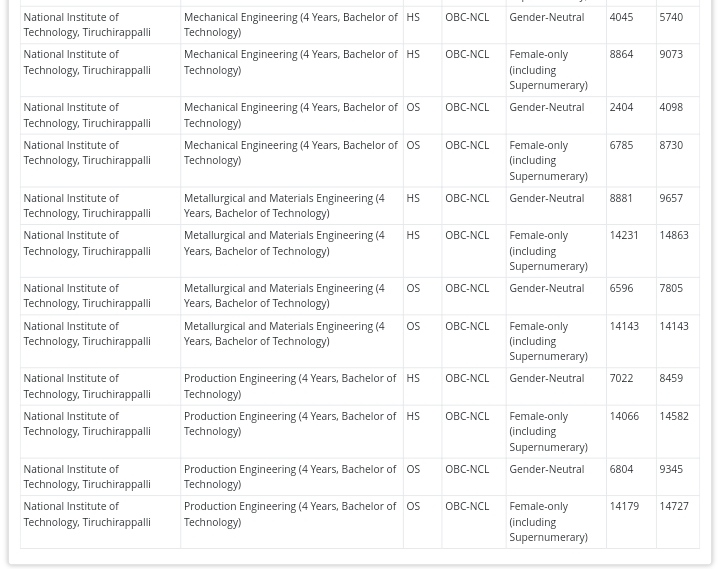 National Institute of Mechanical Engineering (4 Years, Bachelor of HS OBC-NCL Gender-Neutral 4045 5740
Technology, Tiruchirappalli Technology)
National Institute of Mechanical Engineering (4 Years, Bachelor of HS OBC-NCL Female-only 8864 9073
Technology, Tiruchirappalli Technology) (including
Supernumerary)
National Institute of Mechanical Engineering (4 Years, Bachelor of OS OBC-NCL Gender-Neutral 2404 4098
Technology, Tiruchirappalli Technology)
National Institute of Mechanical Engineering (4 Years, Bachelor of OS OBC-NCL Female-only 6785 8730
Technology, Tiruchirappalli Technology) (including
Supernumerary)
National Institute of Metallurgical and Materials Engineering (4 HS OBC-NCL Gender-Neutral 8881 9657
Technology, Tiruchirappalli Years, Bachelor of Technology)
National Institute of Metallurgical and Materials Engineering (4 HS OBC-NCL Female-only 14231 14863
Technology, Tiruchirappalli Years, Bachelor of Technology) (including
Supernumerary)
National Institute of Metallurgical and Materials Engineering (4 OS OBC-NCL Gender-Neutral 6596 7805
Technology, Tiruchirappalli Years, Bachelor of Technology)
National Institute of Metallurgical and Materials Engineering (4 OS OBC-NCL Female-only 14143 14143
Technology, Tiruchirappalli Years, Bachelor of Technology) (including
Supernumerary)
National Institute of Production Engineering (4 Years, Bachelor of HS OBC-NCL Gender-Neutral 7022 8459
Technology, Tiruchirappalli Technology)
National Institute of Production Engineering (4 Years, Bachelor of HS OBC-NCL Female-only 14066 14582
Technology, Tiruchirappalli Technology) (including
Supernumerary)
National Institute of Production Engineering (4 Years, Bachelor of OS OBC-NCL Gender-Neutral 6804 9345
Technology, Tiruchirappalli Technology)
National Institute of Production Engineering (4 Years, Bachelor of OS OBC-NCL Female-only 14179 14727
Technology, Tiruchirappalli Technology) (including
Supernumerary)